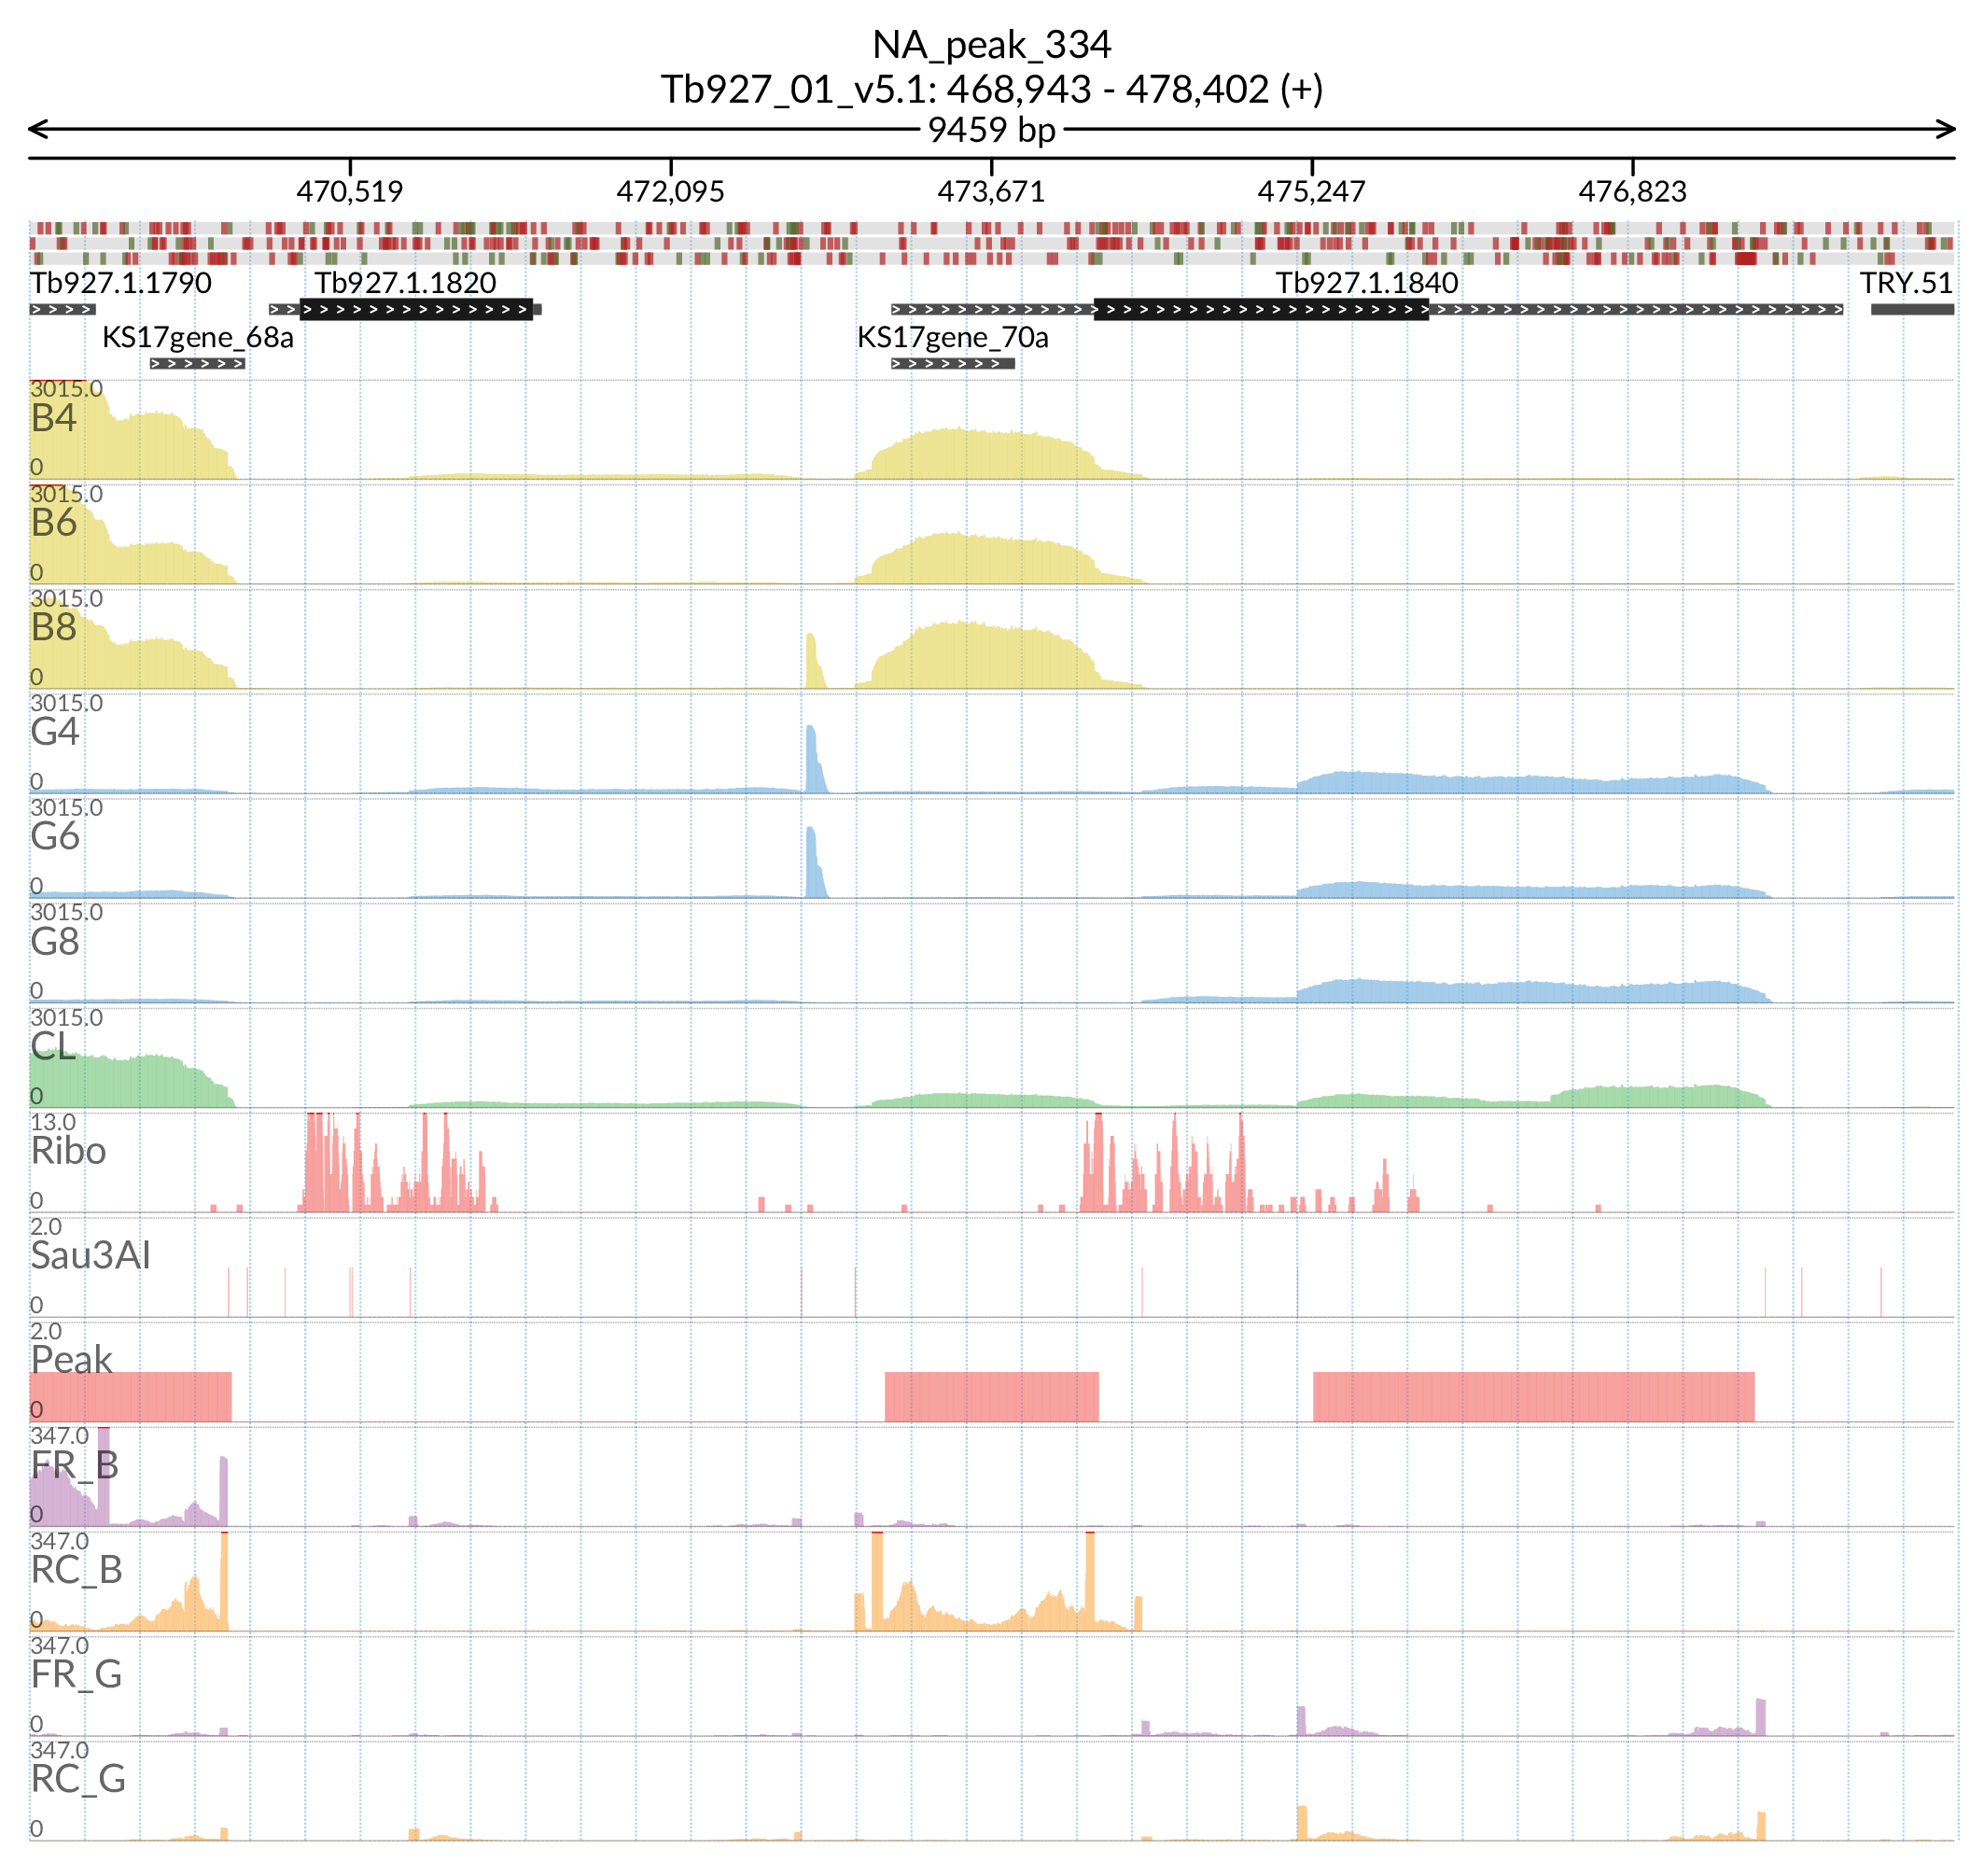 NA_peak_334
Tb927_01_v5.1: 468,943 - 478,402 (+)
9459 bp
470,519 472,095 473,671 475,247 476,823
Tb927.1.1790 Tb927.1.1820 Tb927.1.1840 TRY.51
KS17gene_68a KS17gene_70a
3015.0
B4
0
3015.0
B6
0
3015.0
B8
0
3015.0
G4
0
3015.0
G6
0
3015.0
G8
0
3015.0
CL
0
13.0
Ribo
0
2.0
Sau3AI
0
2.0
Peak
0
347.0
FR_B
0
347.0
RC_B
0
347.0
FR_G
0
347.0
RC_G
0